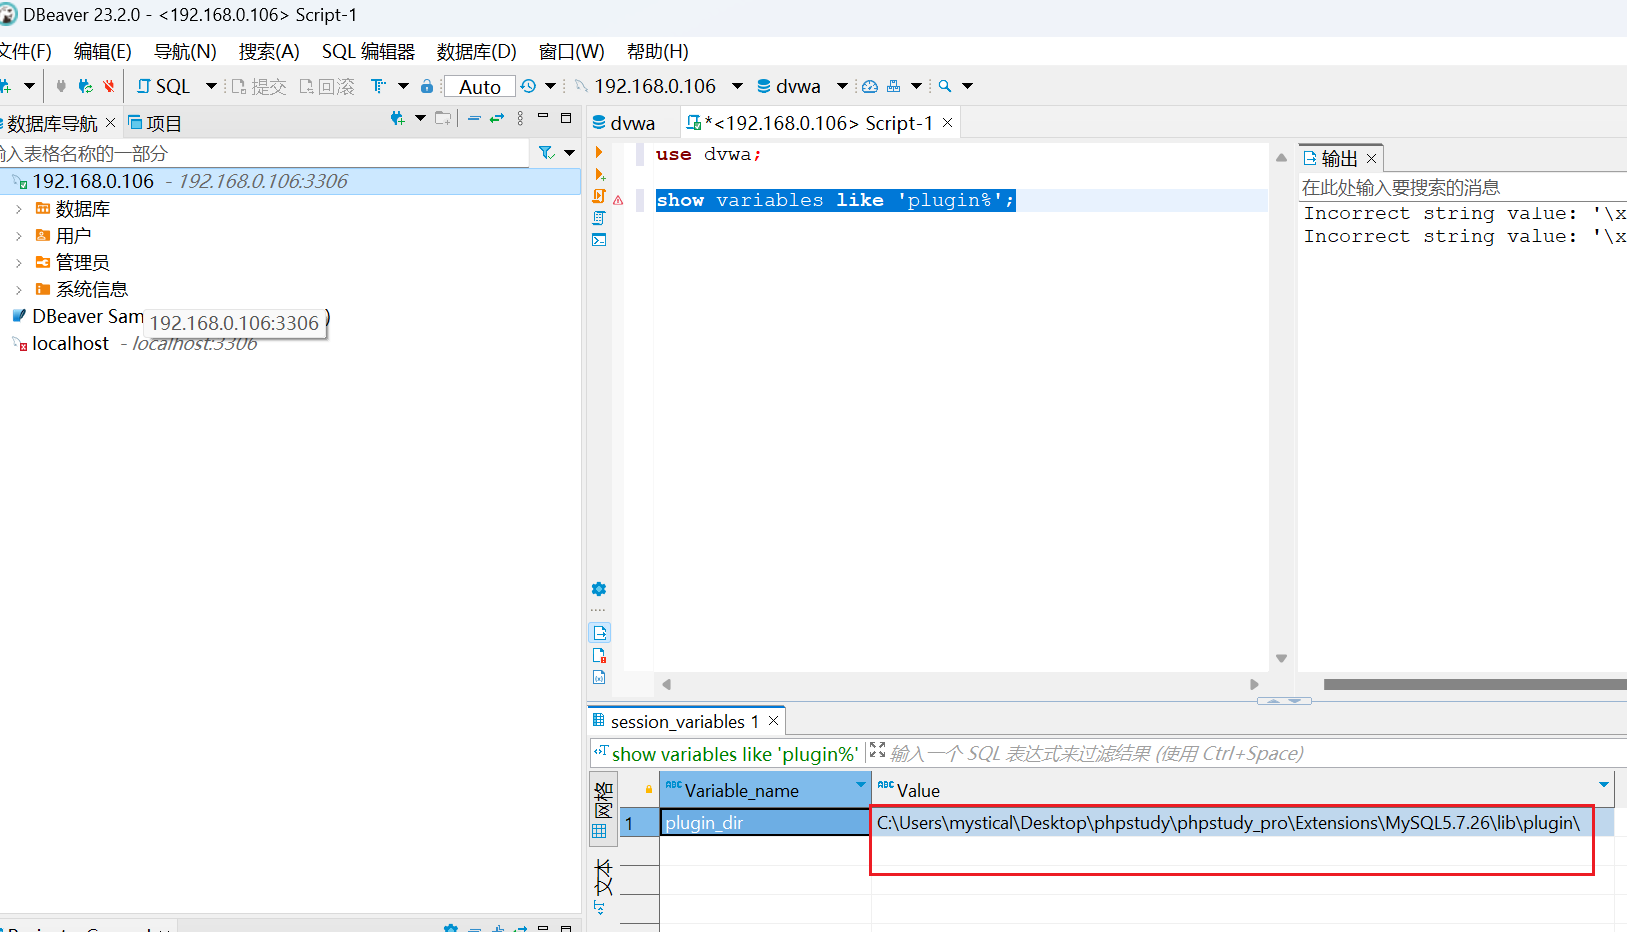 DBeaver 23.2.0 - <192.168.0.106> Script-1
文件(F) 编辑(E) 导航(N) 搜索(A) SQL 编辑器 数据库(D) 窗口(W) 帮助(H)
SQL 提交 回滚 Auto 192.168.0.106 dvwa
数据库导航 项目
输入表格名称的一部分
192.168.0.106 - 192.168.0.106:3306
数据库
用户
管理员
系统信息
DBeaver Sam )
192.168.0.106:3306
localhost - localhost:3306
dvwa *<192.168.0.106> Script-1
use dvwa;
show variables like 'plugin%';
输出
在此处输入要搜索的消息
Incorrect string value: '\x
Incorrect string value: '\x
session_variables 1
show variables like 'plugin%' 输入一个 SQL 表达式来过滤结果 (使用 Ctrl+Space)
网格
文本
Variable_name Value
1 plugin_dir C:\Users\mystical\Desktop\phpstudy\phpstudy_pro\Extensions\MySQL5.7.26\lib\plugin\